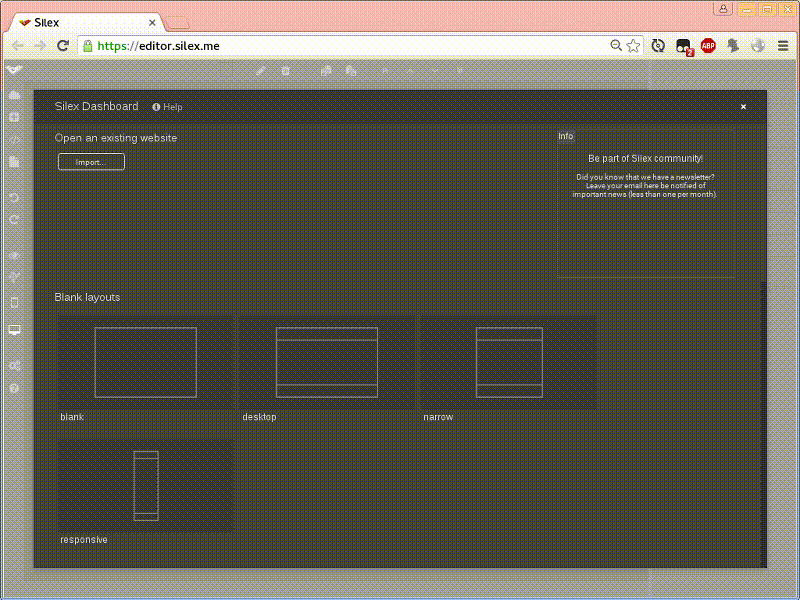 Silex
https://editor.silex.me
2
ABP
Silex Dashboard
Help
Open an existing website
Import...
Info
Be part of Silex community!
Did you know that we have a newsletter?
Leave your email here be notified of
important news (less than one per month).
Blank layouts
blank
desktop
narrow
responsive